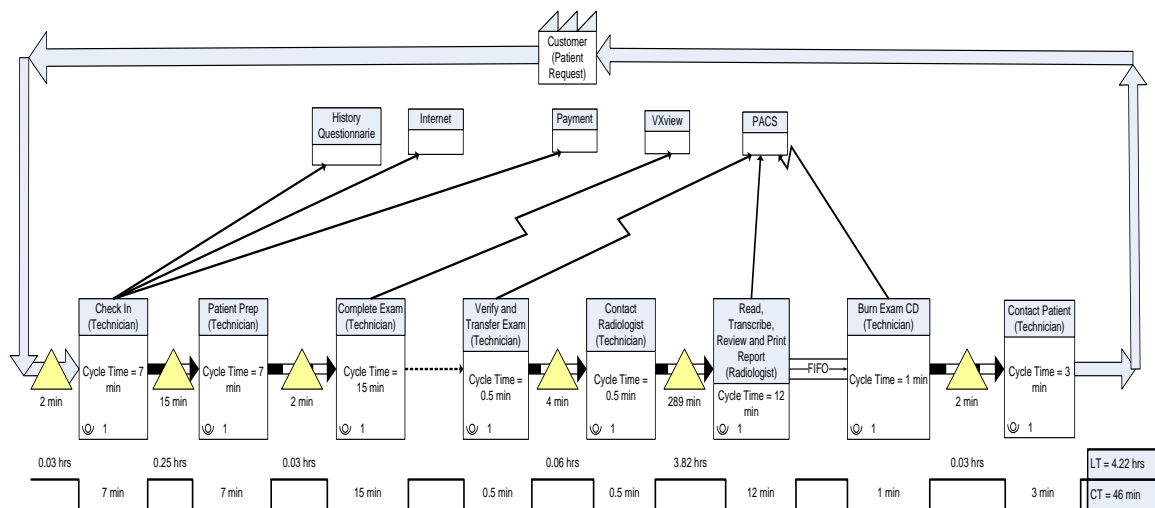 Customer
(Patient
Request)
History
Questionnarie
Internet
Payment
VXview
PACS
Check In
(Technician)
Cycle Time = 7
min
1
Patient Prep
(Technician)
Cycle Time = 7
min
1
Complete Exam
(Technician)
Cycle Time =
15 min
1
Verify and
Transfer Exam
(Technician)
Cycle Time =
0.5 min
1
Contact
Radiologist
(Technician)
Cycle Time =
0.5 min
1
Read,
Transcribe,
Review and Print
Report
(Radiologist)
Cycle Time = 12
min
1
FIFO
Burn Exam CD
(Technician)
Cycle Time = 1 min
1
Contact Patient
(Technician)
Cycle Time = 3
min
1
2 min
15 min
2 min
4 min
289 min
2 min
0.03 hrs
0.25 hrs
0.03 hrs
0.06 hrs
3.82 hrs
0.03 hrs
LT = 4.22 hrs
7 min
7 min
15 min
0.5 min
0.5 min
12 min
1 min
3 min
CT = 46 min